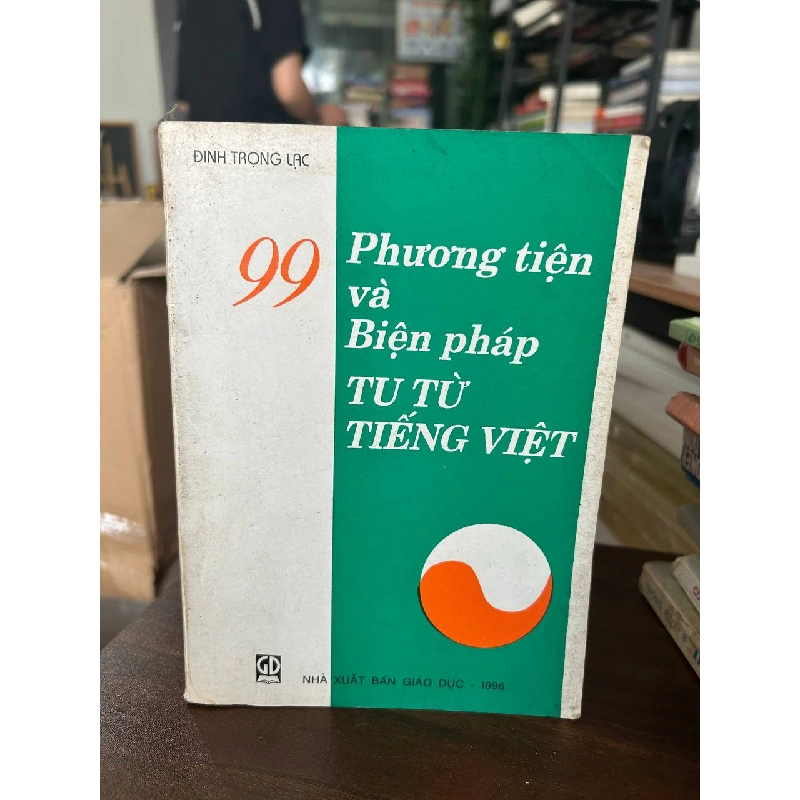 ĐINH TRỌNG LẠC
99
Phương tiện
và
Biện pháp
TU TỪ
TIẾNG VIỆT
GD
NHÀ XUẤT BẢN GIÁO DỤC - 1996